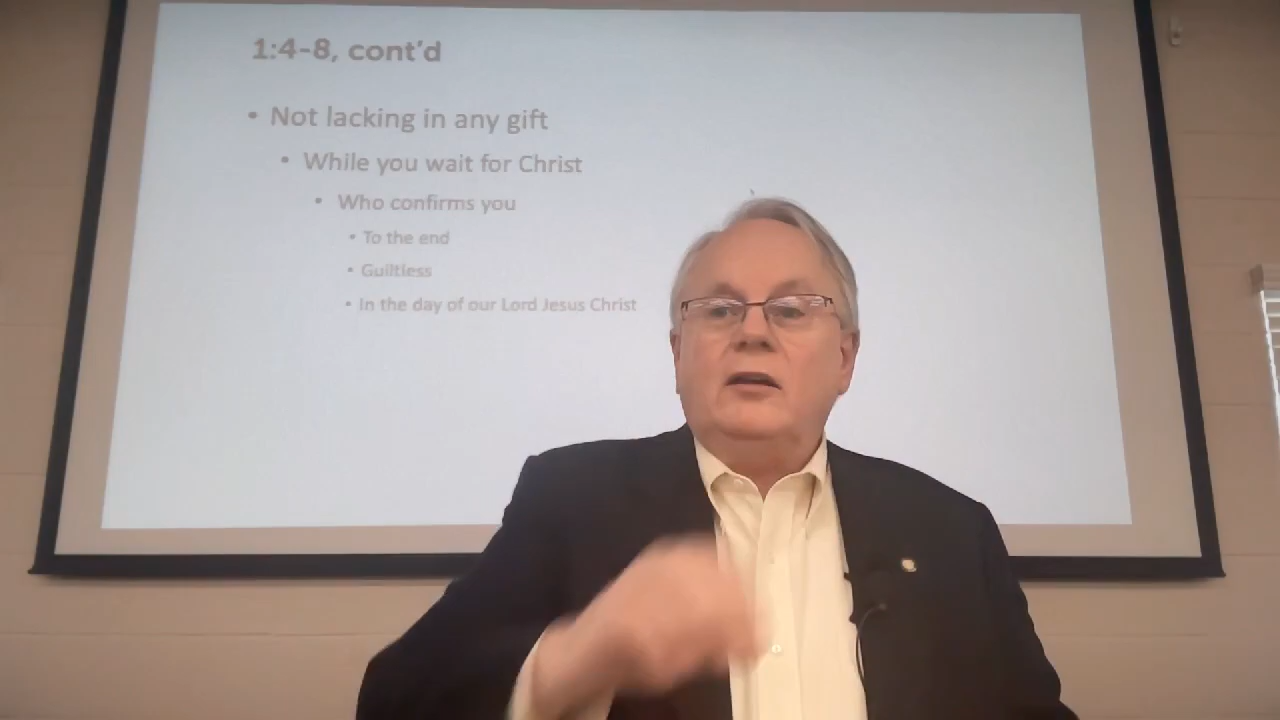 1:4-8, cont'd
• Not lacking in any gift
• While you wait for Christ
• Who confirms you
• To the end
• Guiltless
• In the day of our Lord Jesus Christ